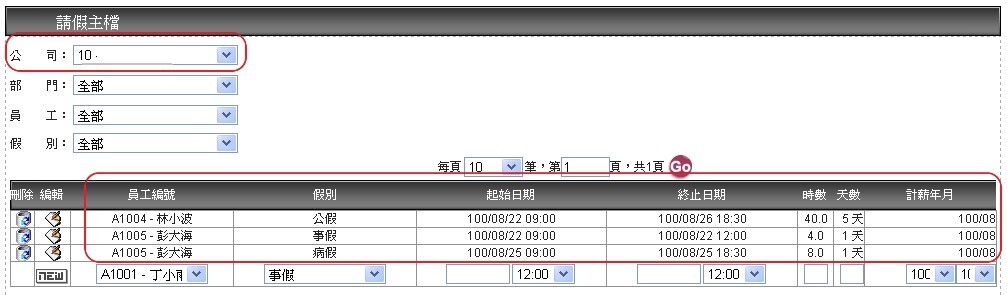 請假主檔
公 司： 10 -
部 門： 全部
員 工： 全部
假 別： 全部
每頁 10 筆，第 1 頁，共1頁 Go
刪除 編輯 員工編號 假別 起始日期 終止日期 時數 天數 計薪年月
A1004 - 林小波 公假 100/08/22 09:00 100/08/26 18:30 40.0 5 天 100/08
A1005 - 彭大海 事假 100/08/22 09:00 100/08/22 12:00 4.0 1 天 100/08
A1005 - 彭大海 病假 100/08/25 09:00 100/08/25 18:30 8.0 1 天 100/08
NEW A1001 - 丁小 事假 12:00 12:00